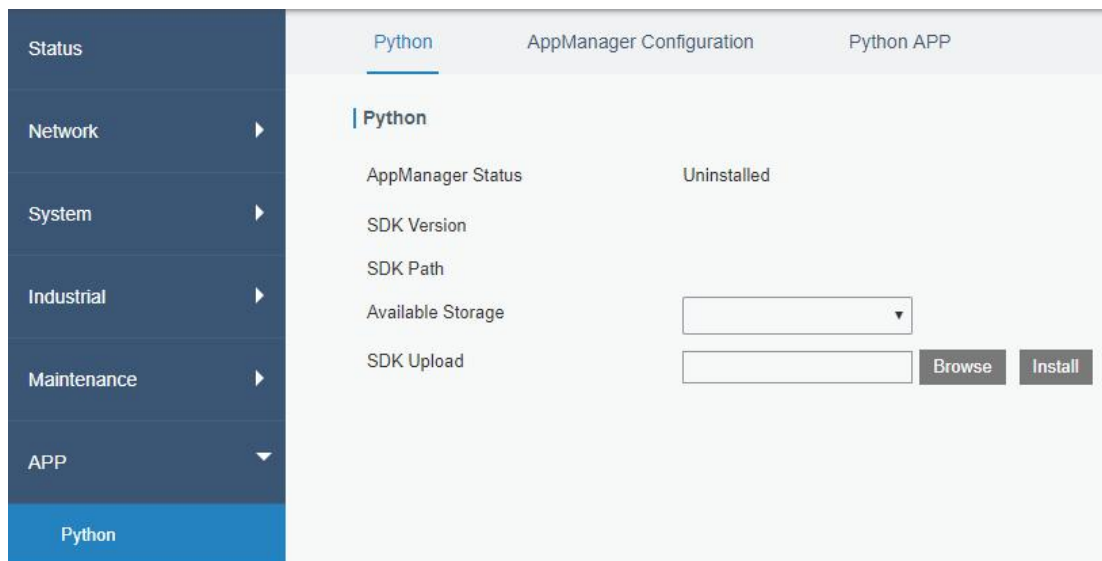 Status
Network
System
Industrial
Maintenance
APP
Python
Python AppManager Configuration Python APP
Python
AppManager Status Uninstalled
SDK Version
SDK Path
Available Storage
SDK Upload Browse Install